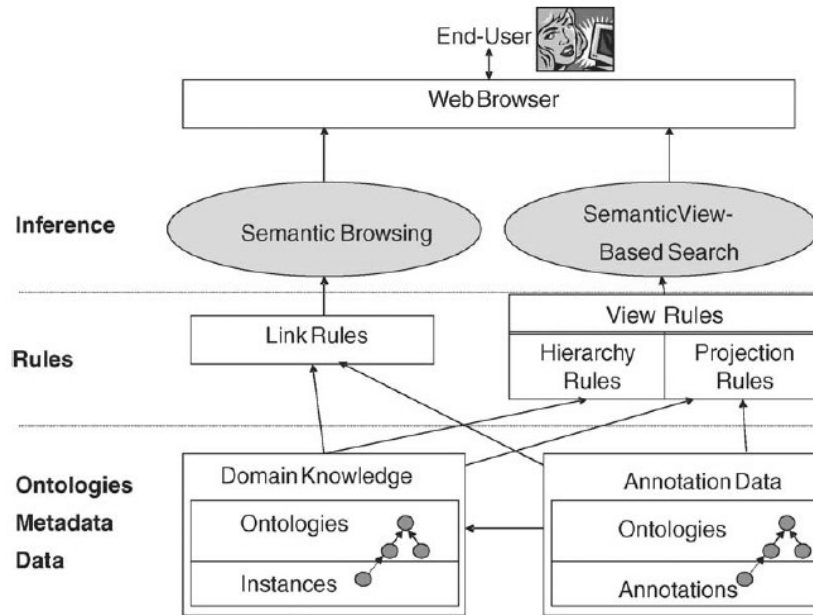 End-User
Web Browser
Inference
Semantic Browsing
SemanticView-
Based Search
Rules
Link Rules
View Rules
Hierarchy
Rules
Projection
Rules
Ontologies
Metadata
Data
Domain Knowledge
Ontologies
Instances
Annotation Data
Ontologies
Annotations